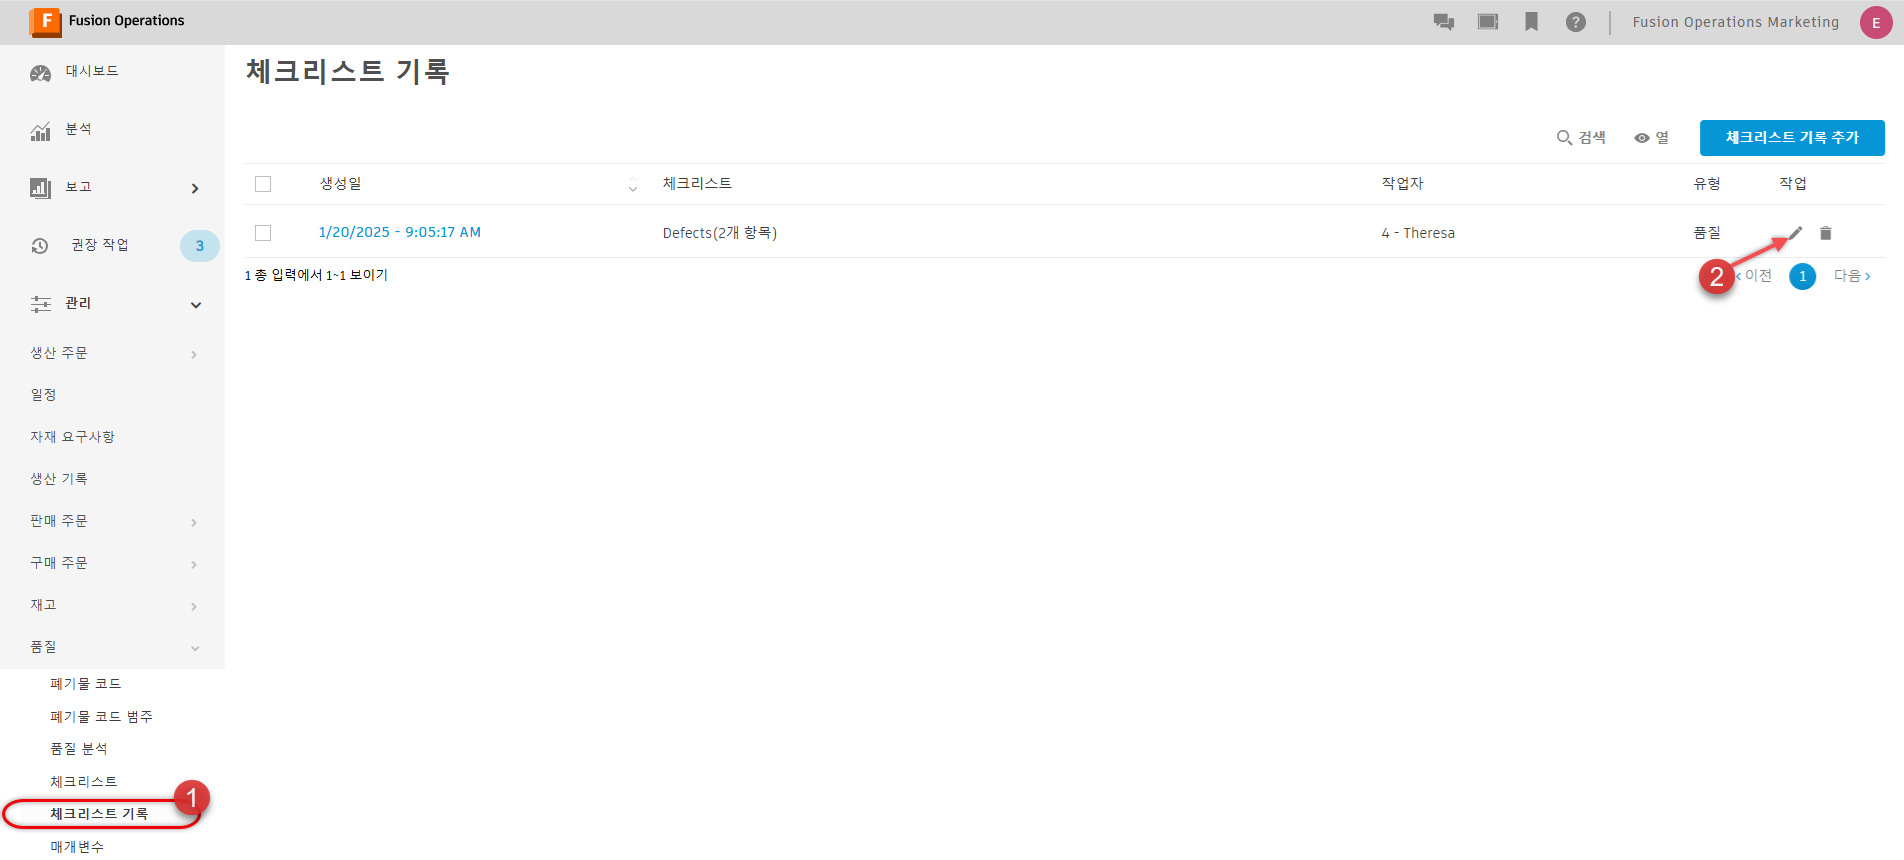 F Fusion Operations
? Fusion Operations Marketing E
대시보드
분석
보고
권장 작업 3
관리
생산 주문
일정
자재 요구사항
생산 기록
판매 주문
구매 주문
재고
품질
폐기물 코드
폐기물 코드 범주
품질 분석
체크리스트
체크리스트 기록 1
매개변수
체크리스트 기록
검색 열 체크리스트 기록 추가
생성일 체크리스트 작업자 유형 작업
1/20/2025 - 9:05:17 AM Defects(2개 항목) 4 - Theresa 품질
1 총 입력에서 1~1 보이기 2 ‹ 이전 1 다음 ›